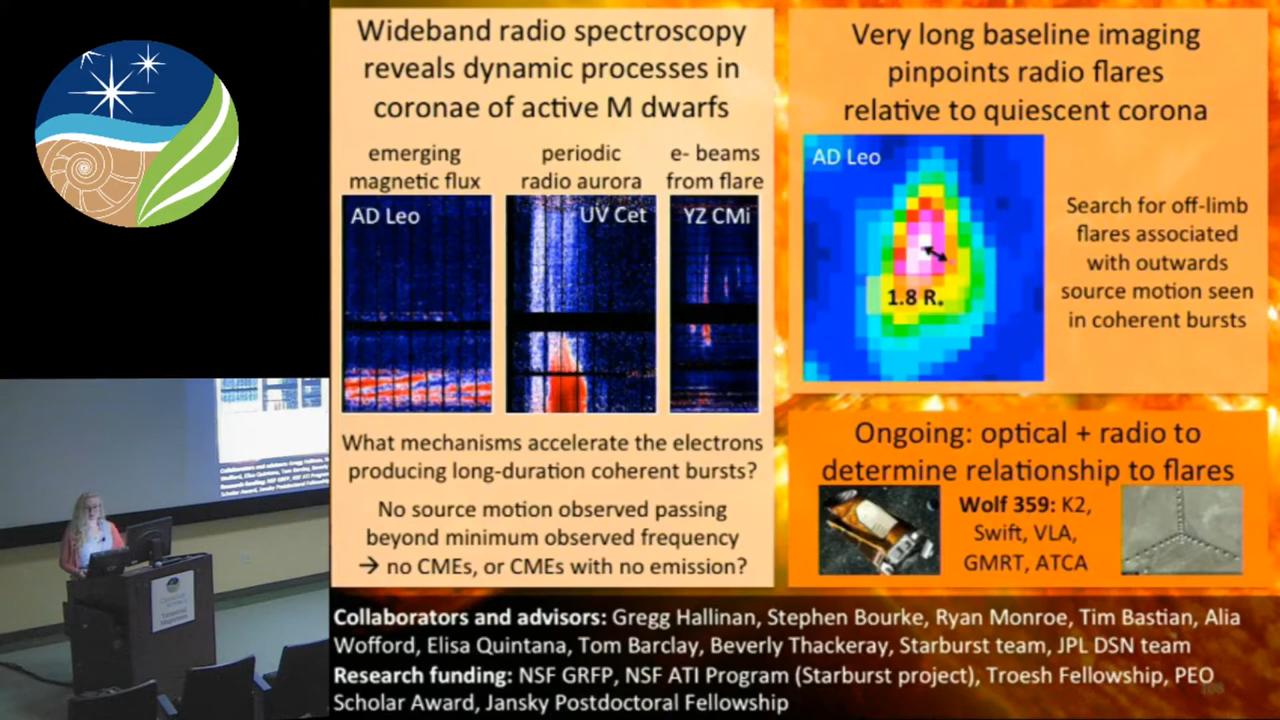 Wideband radio spectroscopy
reveals dynamic processes in
coronae of active M dwarfs
emerging
magnetic flux
periodic
radio aurora
e- beams
from flare
AD Leo
UV Cet
YZ CMi
What mechanisms accelerate the electrons
producing long-duration coherent bursts?
No source motion observed passing
beyond minimum observed frequency
→ no CMEs, or CMEs with no emission?
Very long baseline imaging
pinpoints radio flares
relative to quiescent corona
AD Leo
1.8 R*
Search for off-limb
flares associated
with outwards
source motion seen
in coherent bursts
Ongoing: optical + radio to
determine relationship to flares
Wolf 359: K2,
Swift, VLA,
GMRT, ATCA
Collaborators and advisors: Gregg Hallinan, Stephen Bourke, Ryan Monroe, Tim Bastian, Alia
Wofford, Elisa Quintana, Tom Barclay, Beverly Thackeray, Starburst team, JPL DSN team
Research funding: NSF GRFP, NSF ATI Program (Starburst project), Troesh Fellowship, PEO
Scholar Award, Jansky Postdoctoral Fellowship